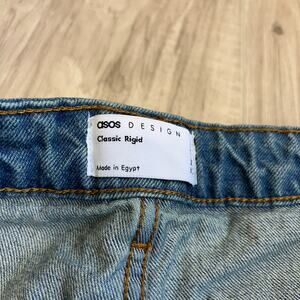 asos DESIGN
Classic Rigid
Made in Egypt